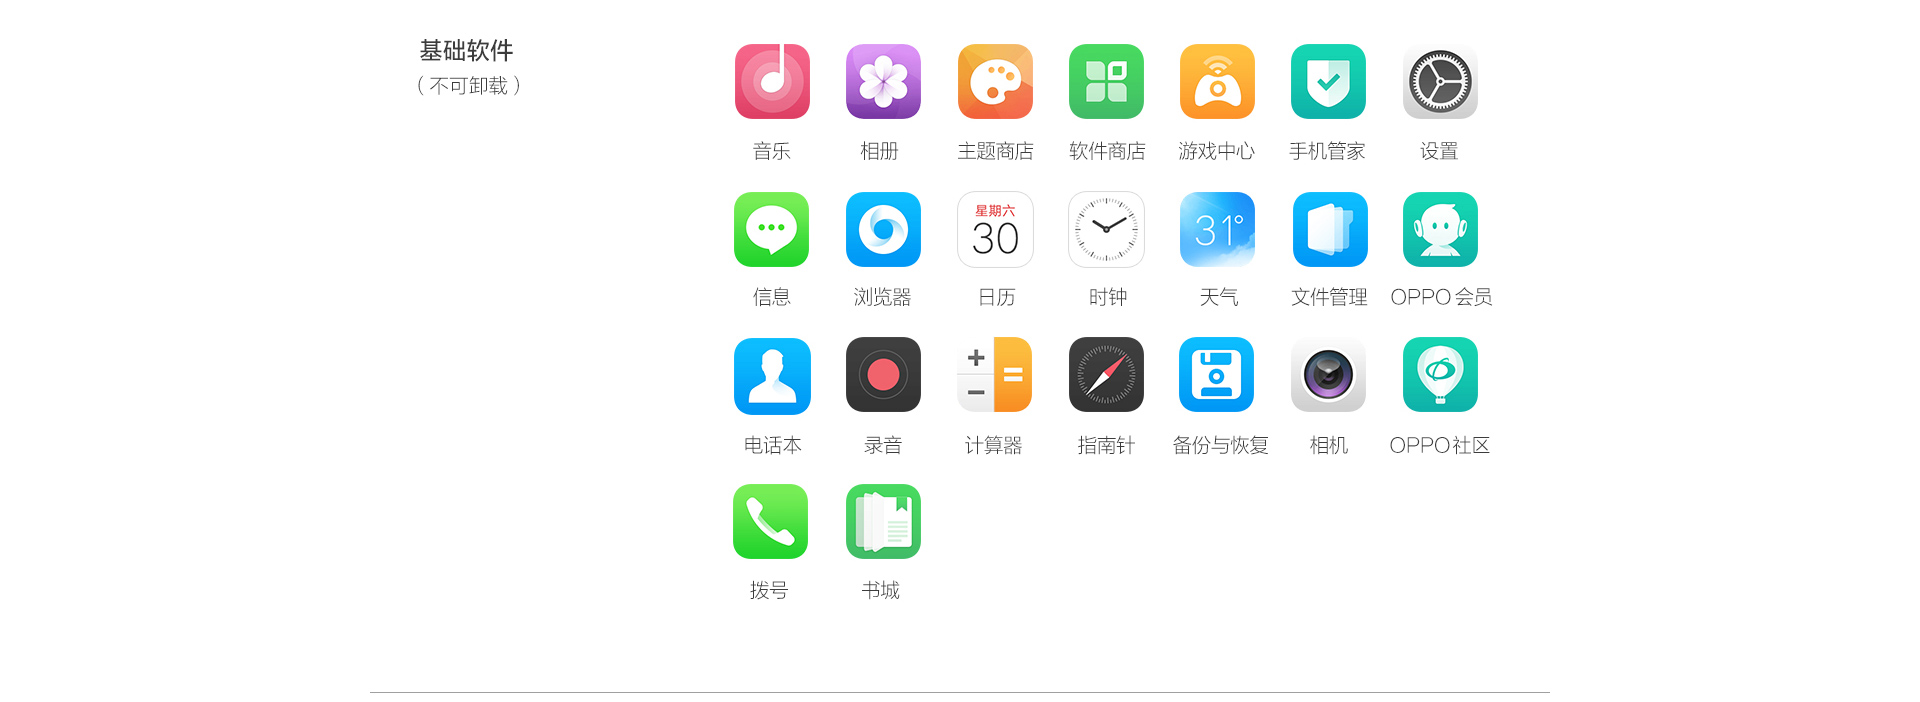 基础软件
（不可卸载）
音乐
相册
主题商店
软件商店
游戏中心
手机管家
设置
星期六
30
31°
信息
浏览器
日历
时钟
天气
文件管理
OPPO 会员
电话本
录音
计算器
指南针
备份与恢复
相机
OPPO 社区
拨号
书城